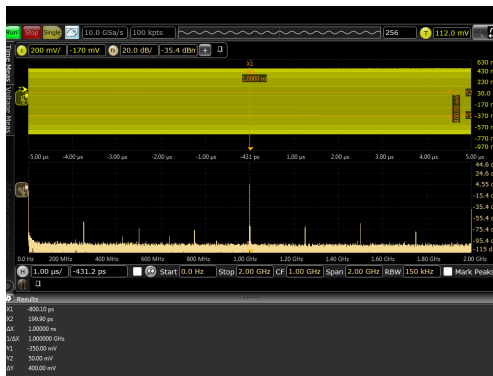 Run Stop Single 10.0 GSa/s 100 kpts 256 T 112.0 mV
1 200 mV/ -170 mV 20.0 dB/ -35.4 dBm +
Time Meas
Voltage Meas
X1
1.0000 ns
400.00 mV
630
430
230
30.0
-170
-370
-570
-770
-970
-5.00 µs -4.00 µs -3.00 µs -2.00 µs -1.00 µs -431 ps 1.00 µs 2.00 µs 3.00 µs 4.00 µs 5.00 µs
44.6
24.6
4.55
-15.4
-35.4
-55.4
-75.4
-95.4
-115
0.0 Hz 200 MHz 400 MHz 600 MHz 800 MHz 1.00 GHz 1.20 GHz 1.40 GHz 1.60 GHz 1.80 GHz 2.00 GHz
H 1.00 µs/ -431.2 ps Start 0.0 Hz Stop 2.00 GHz CF 1.00 GHz Span 2.00 GHz RBW 150 kHz Mark Peaks
Results
X1 -800.10 ps
X2 199.90 ps
ΔX 1.00000 ns
1/ΔX 1.000000 GHz
Y1 -350.00 mV
Y2 50.00 mV
ΔY 400.00 mV